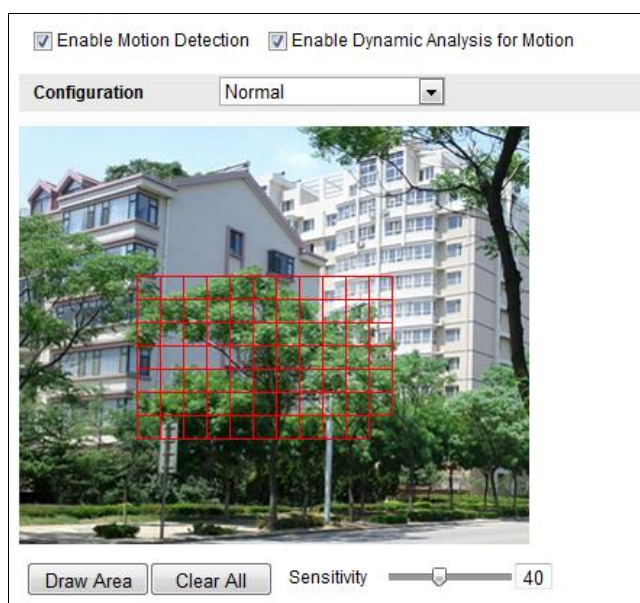 Enable Motion Detection Enable Dynamic Analysis for Motion
Configuration Normal
Draw Area Clear All Sensitivity 40